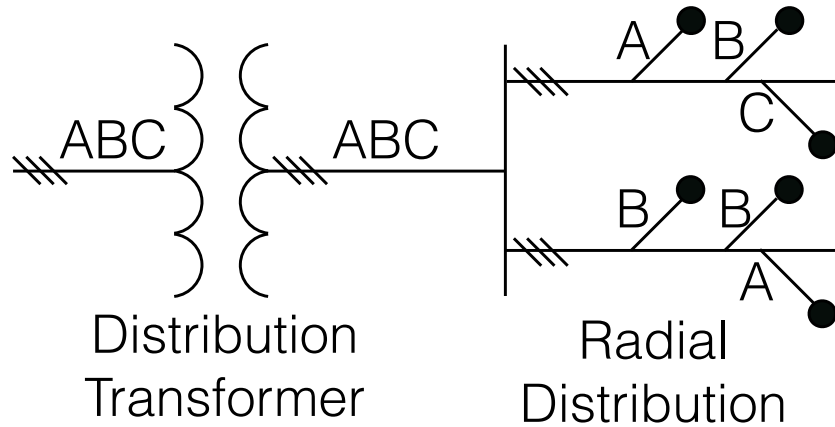 A B
C
ABC ABC
B B
A
Distribution
Transformer
Radial
Distribution